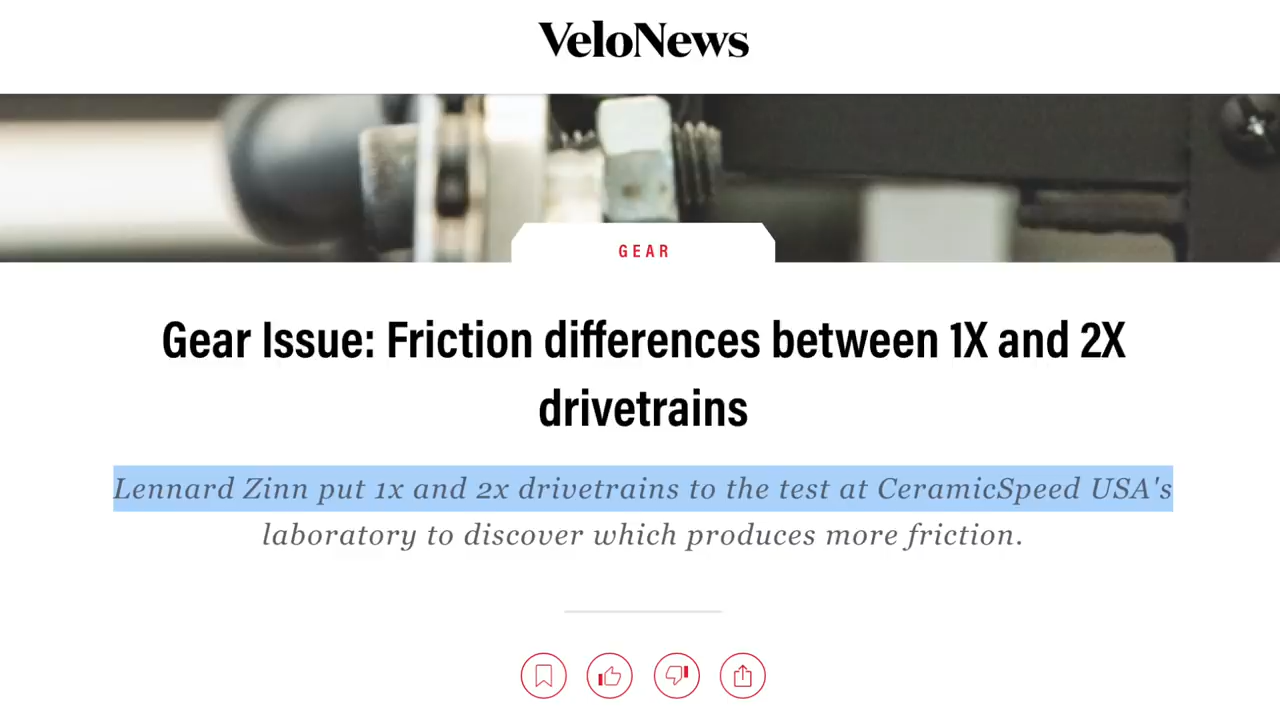 VeloNews
GEAR
Gear Issue: Friction differences between 1X and 2X
drivetrains
Lennard Zinn put 1x and 2x drivetrains to the test at CeramicSpeed USA's
laboratory to discover which produces more friction.